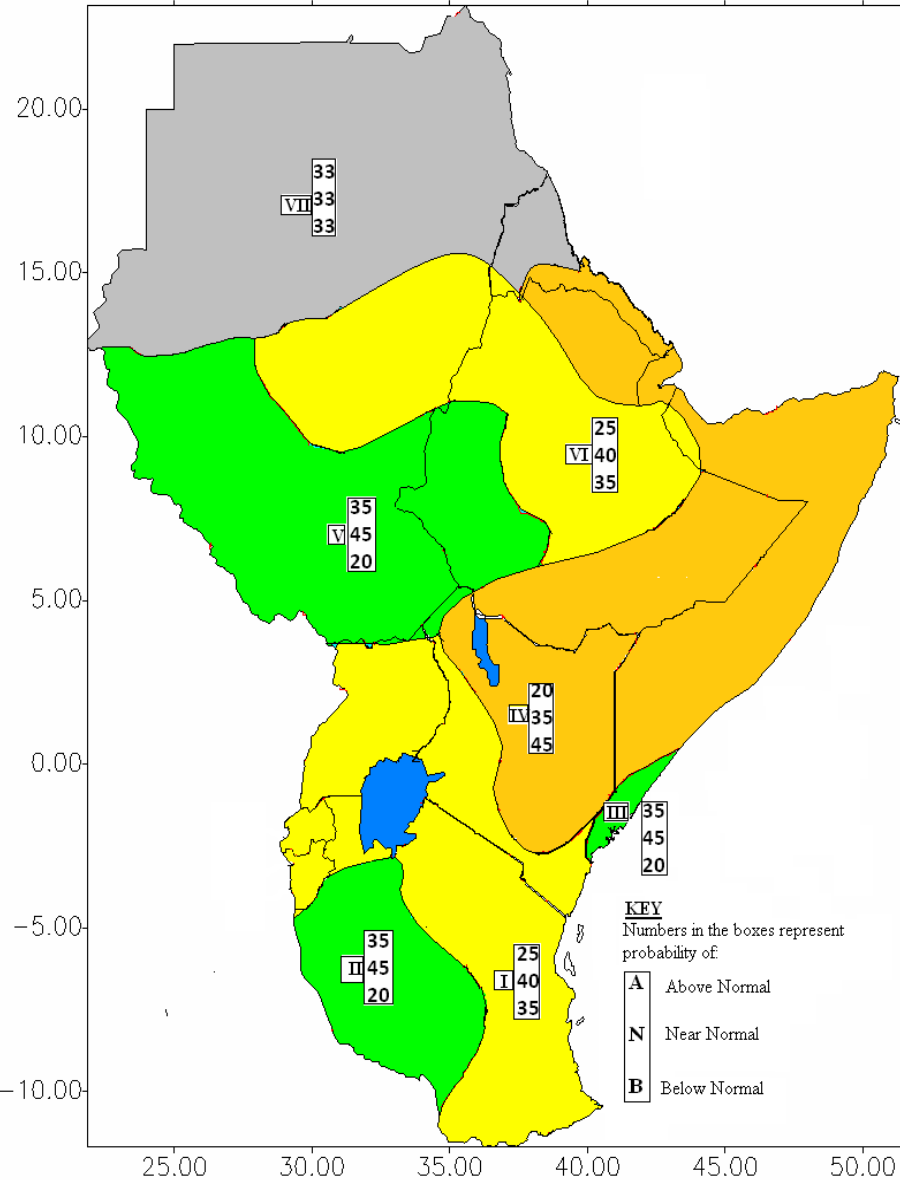 20.00
15.00
10.00
5.00
0.00
-5.00
-10.00
25.00 30.00 35.00 40.00 45.00 50.00
VII
33
33
33
VI
25
40
35
V
35
45
20
IV
20
35
45
III
35
45
20
II
35
45
20
I
25
40
35
KEY
Numbers in the boxes represent
probability of:
A Above Normal
N Near Normal
B Below Normal